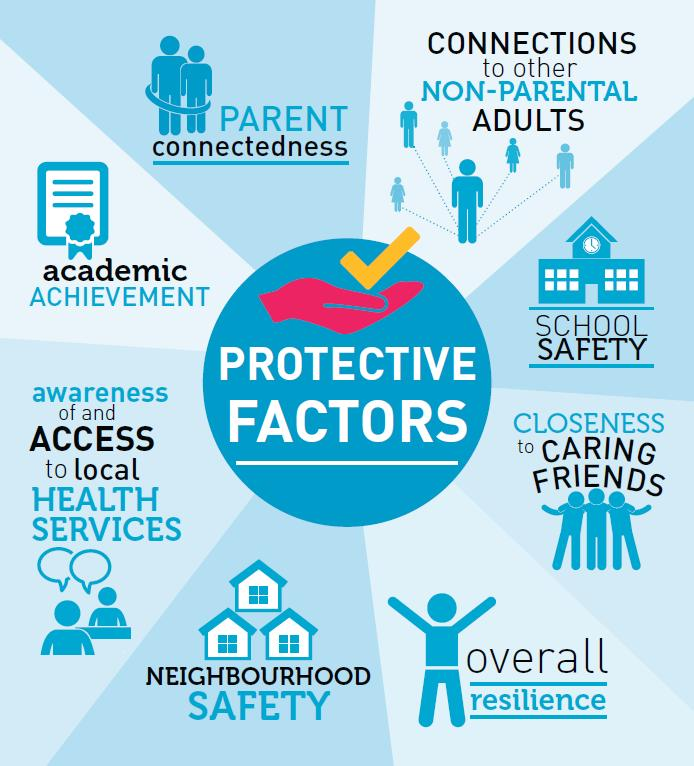 PARENT
connectedness
CONNECTIONS
to other
NON-PARENTAL
ADULTS
academic
ACHIEVEMENT
SCHOOL
SAFETY
PROTECTIVE
FACTORS
awareness
of and
ACCESS
to local
HEALTH
SERVICES
CLOSENESS
to CARING
FRIENDS
NEIGHBOURHOOD
SAFETY
overall
resilience